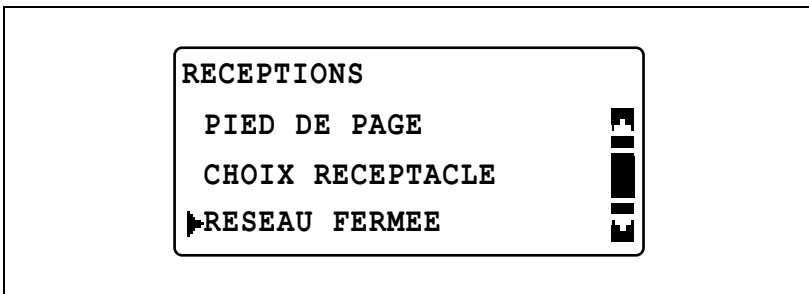 RECEPTIONS
PIED DE PAGE
CHOIX RECEPTACLE
RESEAU FERMEE